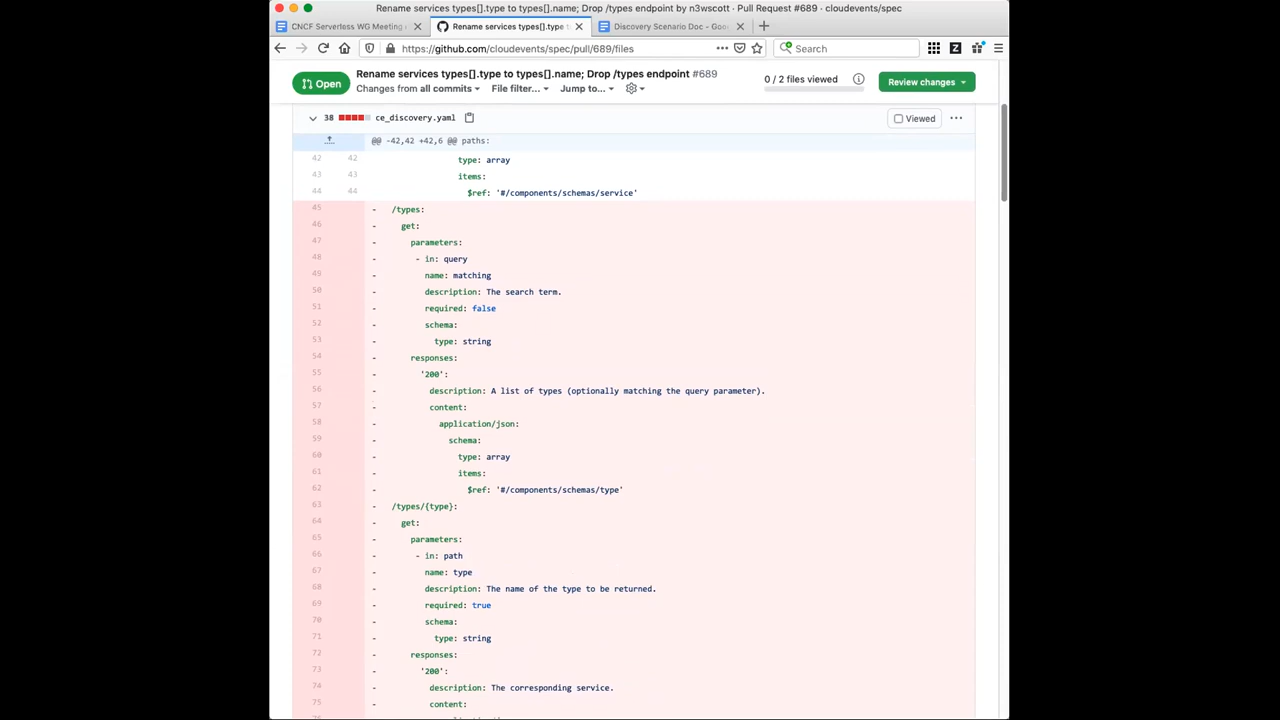 Rename services types[].type to types[].name; Drop /types endpoint by n3wscott · Pull Request #689 · cloudevents/spec
CNCF Serverless WG Meeting
Rename services types[].type to
Discovery Scenario Doc - Goo
https://github.com/cloudevents/spec/pull/689/files
Search
Open
Rename services types[].type to types[].name; Drop /types endpoint #689
Changes from all commits
File filter...
Jump to...
0 / 2 files viewed
Review changes
38 ce_discovery.yaml
Viewed
@@ -42,42 +42,6 @@ paths:
42 42 type: array
43 43 items:
44 44 $ref: '#/components/schemas/service'
45 - /types:
46 - get:
47 - parameters:
48 - - in: query
49 - name: matching
50 - description: The search term.
51 - required: false
52 - schema:
53 - type: string
54 - responses:
55 - '200':
56 - description: A list of types (optionally matching the query parameter).
57 - content:
58 - application/json:
59 - schema:
60 - type: array
61 - items:
62 - $ref: '#/components/schemas/type'
63 - /types/{type}:
64 - get:
65 - parameters:
66 - - in: path
67 - name: type
68 - description: The name of the type to be returned.
69 - required: true
70 - schema:
71 - type: string
72 - responses:
73 - '200':
74 - description: The corresponding service.
75 - content: